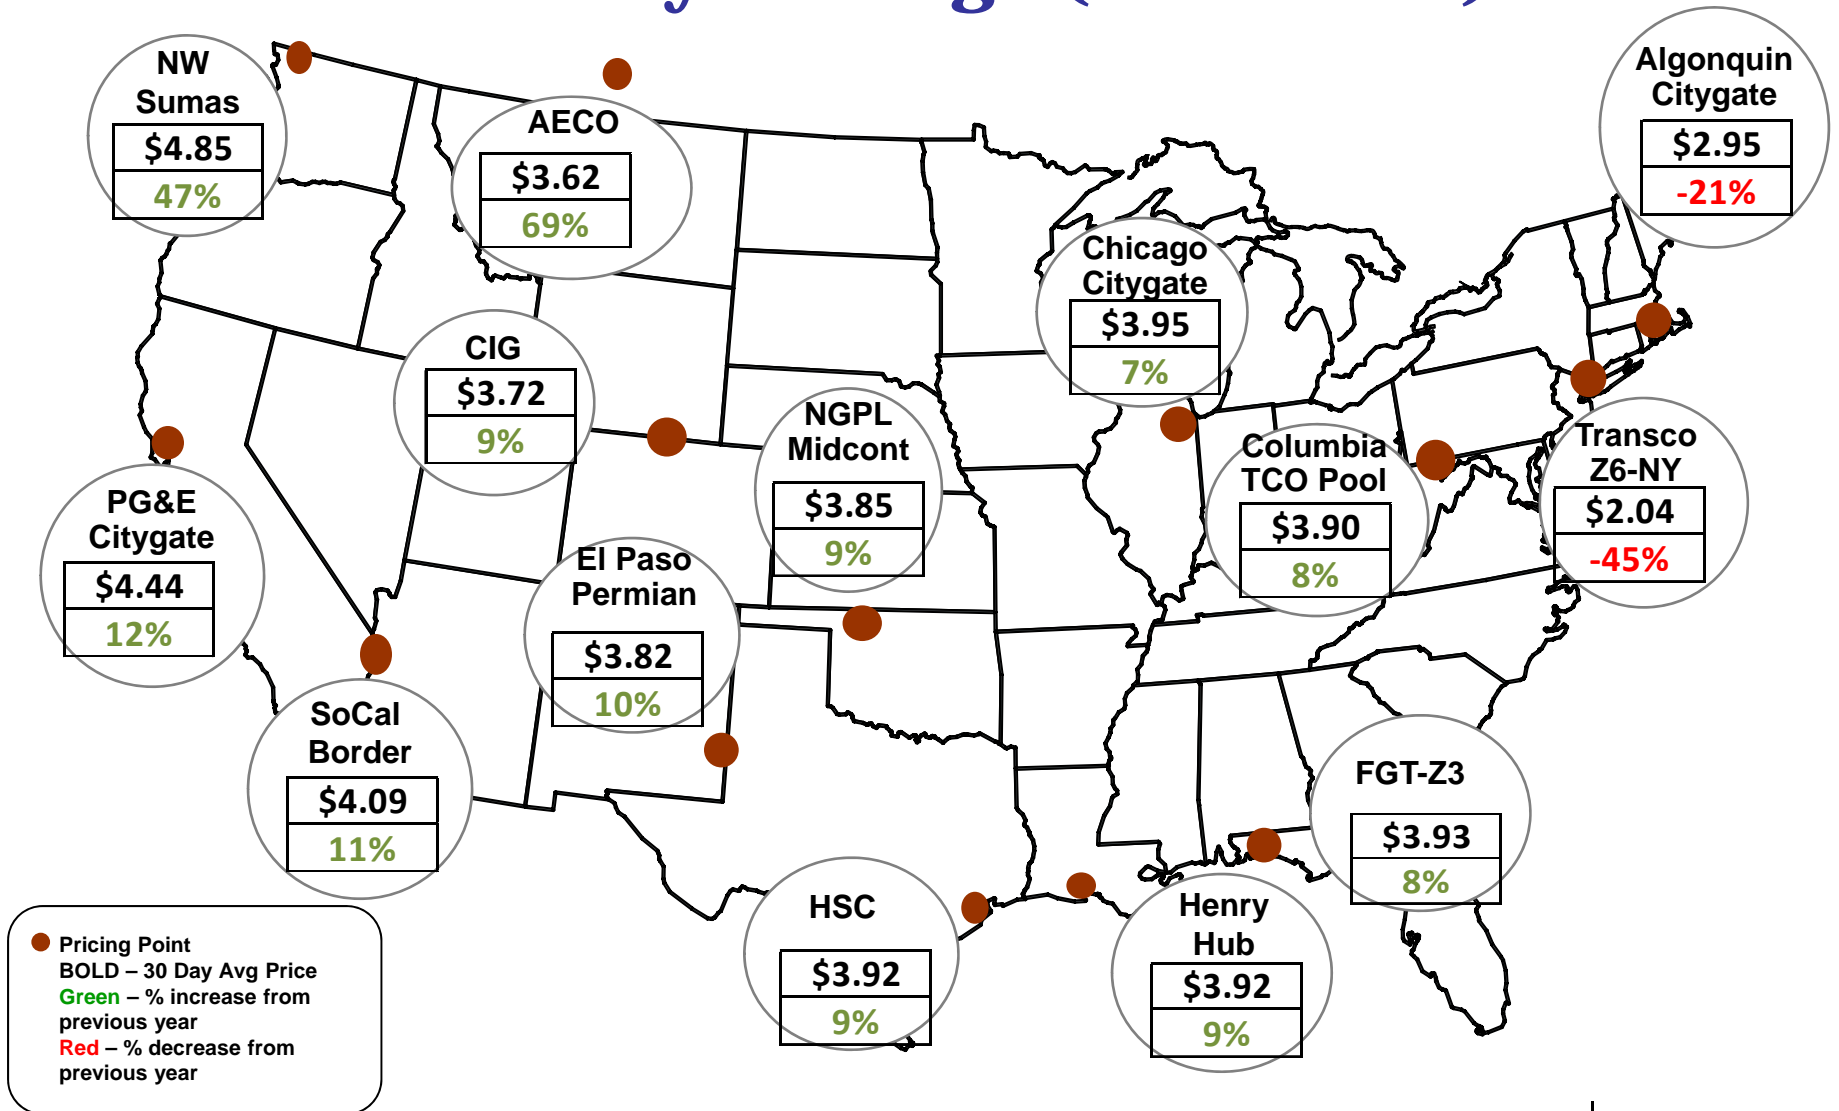 NW
Sumas
$4.85
47%
AECO
$3.62
69%
Algonquin
Citygate
$2.95
-21%
Chicago
Citygate
$3.95
7%
CIG
$3.72
9%
NGPL
Midcont
$3.85
9%
Columbia
TCO Pool
$3.90
8%
Transco
Z6-NY
$2.04
-45%
PG&E
Citygate
$4.44
12%
El Paso
Permian
$3.82
10%
SoCal
Border
$4.09
11%
FGT-Z3
$3.93
8%
HSC
$3.92
9%
Henry
Hub
$3.92
9%
Pricing Point
BOLD – 30 Day Avg Price
Green – % increase from
previous year
Red – % decrease from
previous year